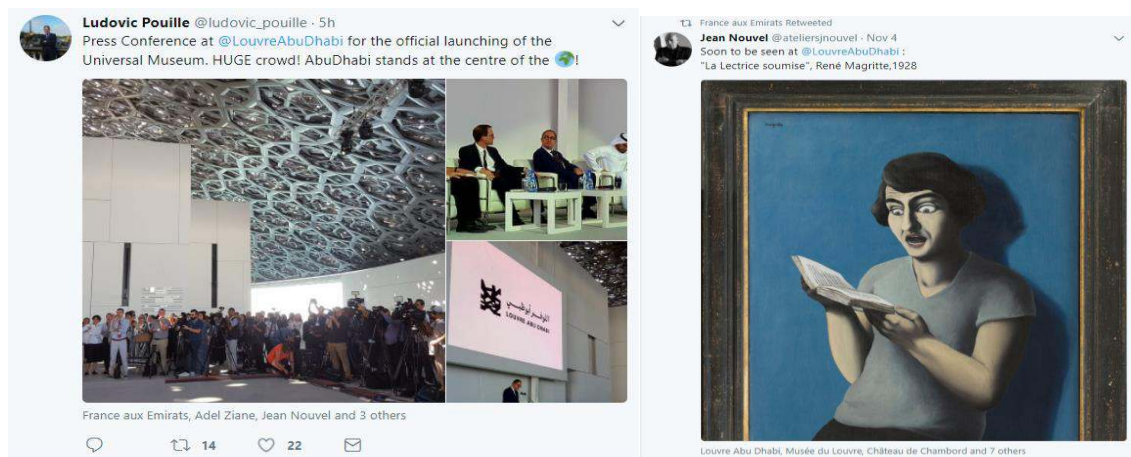 Ludovic Pouille @ludovic_pouille · 5h
Press Conference at @LouvreAbuDhabi for the official launching of the
Universal Museum. HUGE crowd! AbuDhabi stands at the centre of the 🌍!
اللوفر أبوظبي
LOUVRE ABU DHABI
France aux Emirats, Adel Ziane, Jean Nouvel and 3 others
14 22
France aux Emirats Retweeted
Jean Nouvel @ateliersjnouvel · Nov 4
Soon to be seen at @LouvreAbuDhabi :
"La Lectrice soumise", René Magritte,1928
Louvre Abu Dhabi, Musée du Louvre, Château de Chambord and 7 others